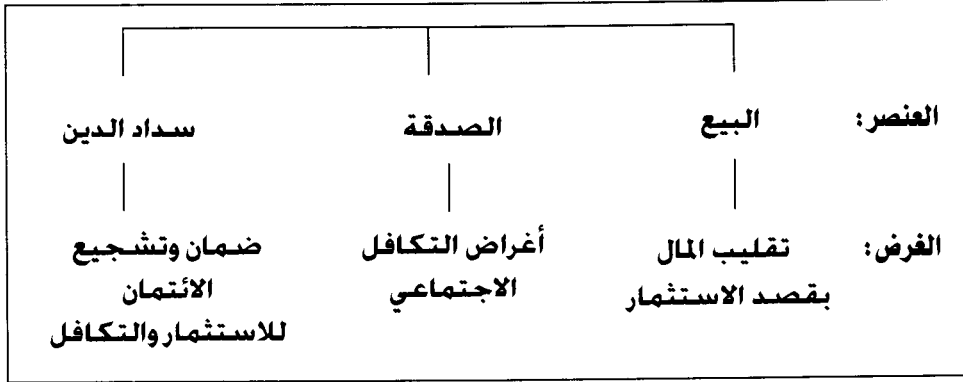 العنصر: البيع الصدقة سداد الدين
الغرض: تقليب المال أغراض التكافل ضمان وتشجيع
بقصد الاستثمار الاجتماعي الائتمان
للاستثمار والتكافل